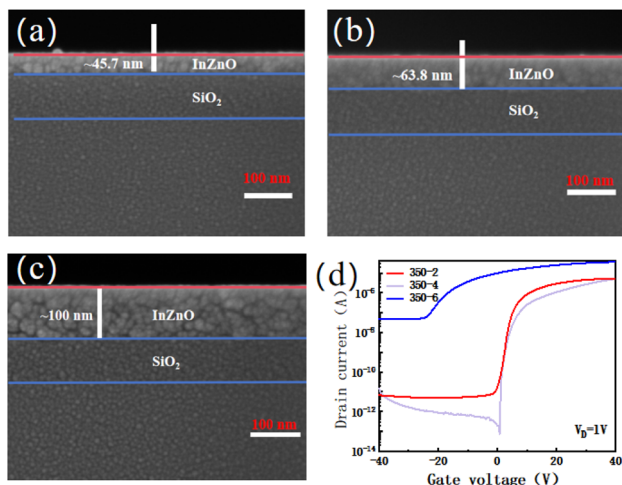 (a)
~45.7 nm
InZnO
SiO₂
100 nm
(b)
~63.8 nm
InZnO
SiO₂
100 nm
(c)
~100 nm
InZnO
SiO₂
100 nm
(d)
350-2
350-4
350-6
Drain current (A)
10⁻⁶
10⁻⁸
10⁻¹⁰
10⁻¹²
10⁻¹⁴
V_D=1V
-40 -20 0 20 40
Gate voltage (V)